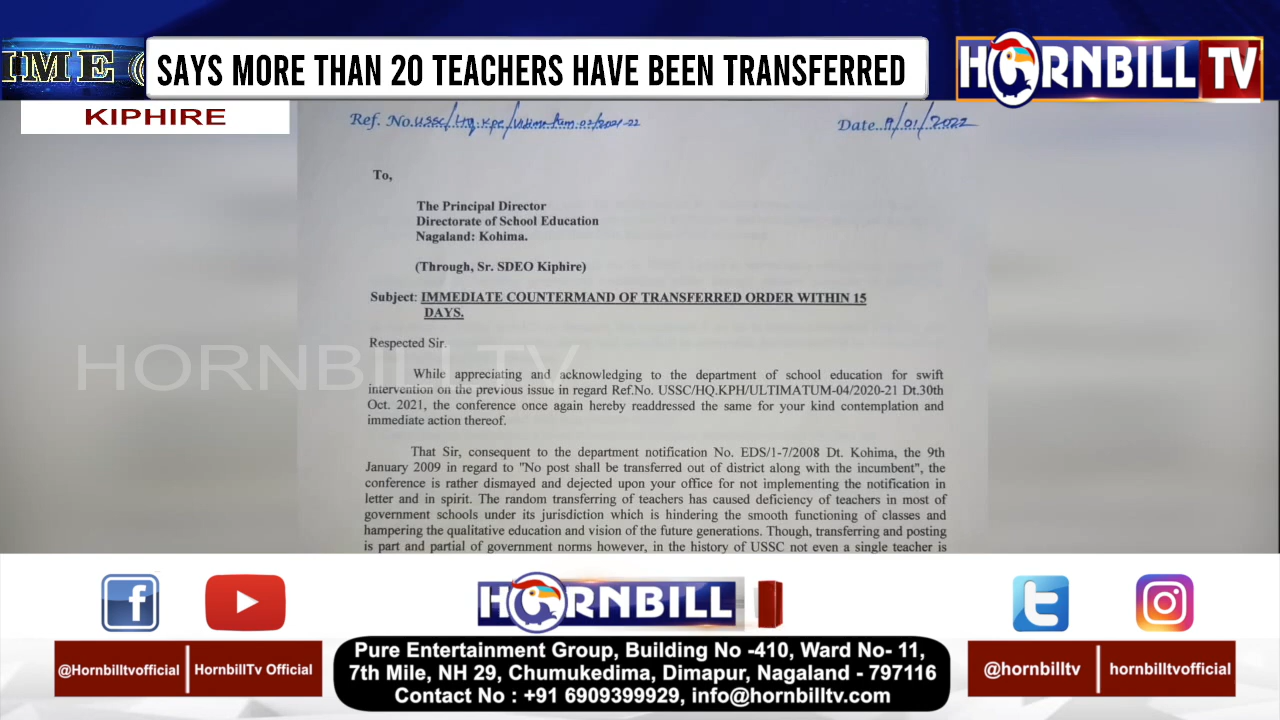 IME
SAYS MORE THAN 20 TEACHERS HAVE BEEN TRANSFERRED
HORNBILL TV
KIPHIRE
Ref. No. Date 19/01/2022
To,
The Principal Director
Directorate of School Education
Nagaland: Kohima.
(Through, Sr. SDEO Kiphire)
Subject: IMMEDIATE COUNTERMAND OF TRANSFERRED ORDER WITHIN 15
DAYS.
Respected Sir.
HORNBILL TV
While appreciating and acknowledging to the department of school education for swift
intervention on the previous issue in regard Ref.No. USSC/HQ.KPH/ULTIMATUM-04/2020-21 Dt.30th
Oct. 2021, the conference once again hereby readdressed the same for your kind contemplation and
immediate action thereof.
That Sir, consequent to the department notification No. EDS/1-7/2008 Dt. Kohima, the 9th
January 2009 in regard to "No post shall be transferred out of district along with the incumbent", the
conference is rather dismayed and dejected upon your office for not implementing the notification in
letter and in spirit. The random transferring of teachers has caused deficiency of teachers in most of
government schools under its jurisdiction which is hindering the smooth functioning of classes and
hampering the qualitative education and vision of the future generations. Though, transferring and posting
is part and partial of government norms however, in the history of USSC not even a single teacher is
HORNBILL
@Hornbilltvofficial HornbillTv Official
Pure Entertainment Group, Building No -410, Ward No- 11,
7th Mile, NH 29, Chumukedima, Dimapur, Nagaland - 797116
Contact No : +91 6909399929, info@hornbilltv.com
@hornbilltv hornbilltvofficial